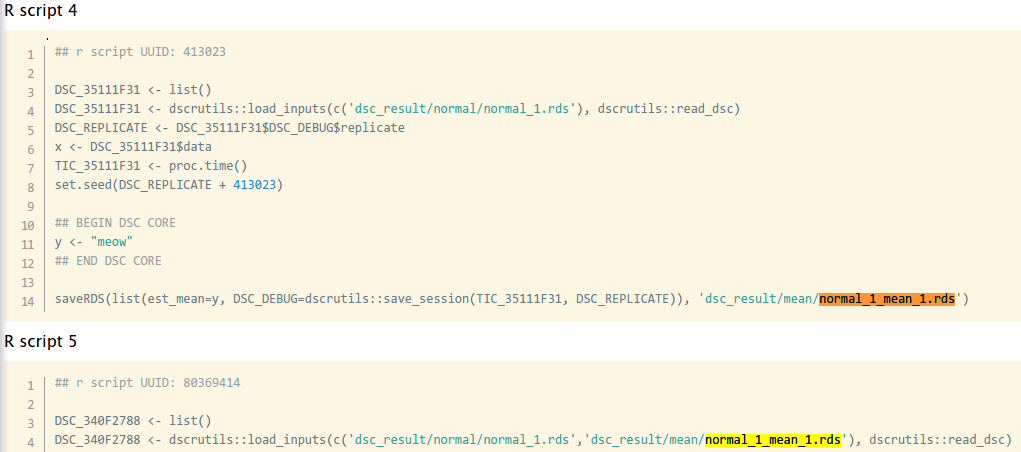 R script 4
1 ## r script UUID: 413023
2
3 DSC_35111F31 <- list()
4 DSC_35111F31 <- dscrutils::load_inputs(c('dsc_result/normal/normal_1.rds'), dscrutils::read_dsc)
5 DSC_REPLICATE <- DSC_35111F31$DSC_DEBUG$replicate
6 x <- DSC_35111F31$data
7 TIC_35111F31 <- proc.time()
8 set.seed(DSC_REPLICATE + 413023)
9
10 ## BEGIN DSC CORE
11 y <- "meow"
12 ## END DSC CORE
13
14 saveRDS(list(est_mean=y, DSC_DEBUG=dscrutils::save_session(TIC_35111F31, DSC_REPLICATE)), 'dsc_result/mean/normal_1_mean_1.rds')
R script 5
1 ## r script UUID: 80369414
2
3 DSC_340F2788 <- list()
4 DSC_340F2788 <- dscrutils::load_inputs(c('dsc_result/normal/normal_1.rds','dsc_result/mean/normal_1_mean_1.rds'), dscrutils::read_dsc)